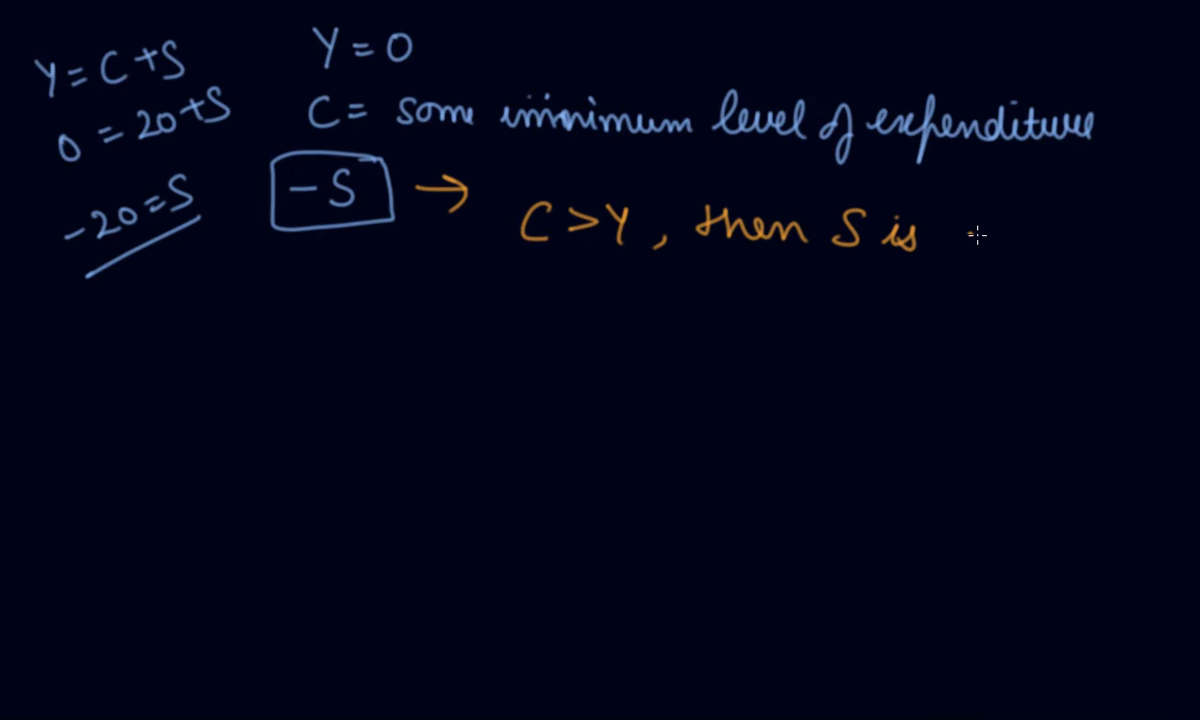 Y = C + S
0 = 20 + S
-20 = S
Y = 0
C = some minimum level of expenditure
- S → C > Y, then S is